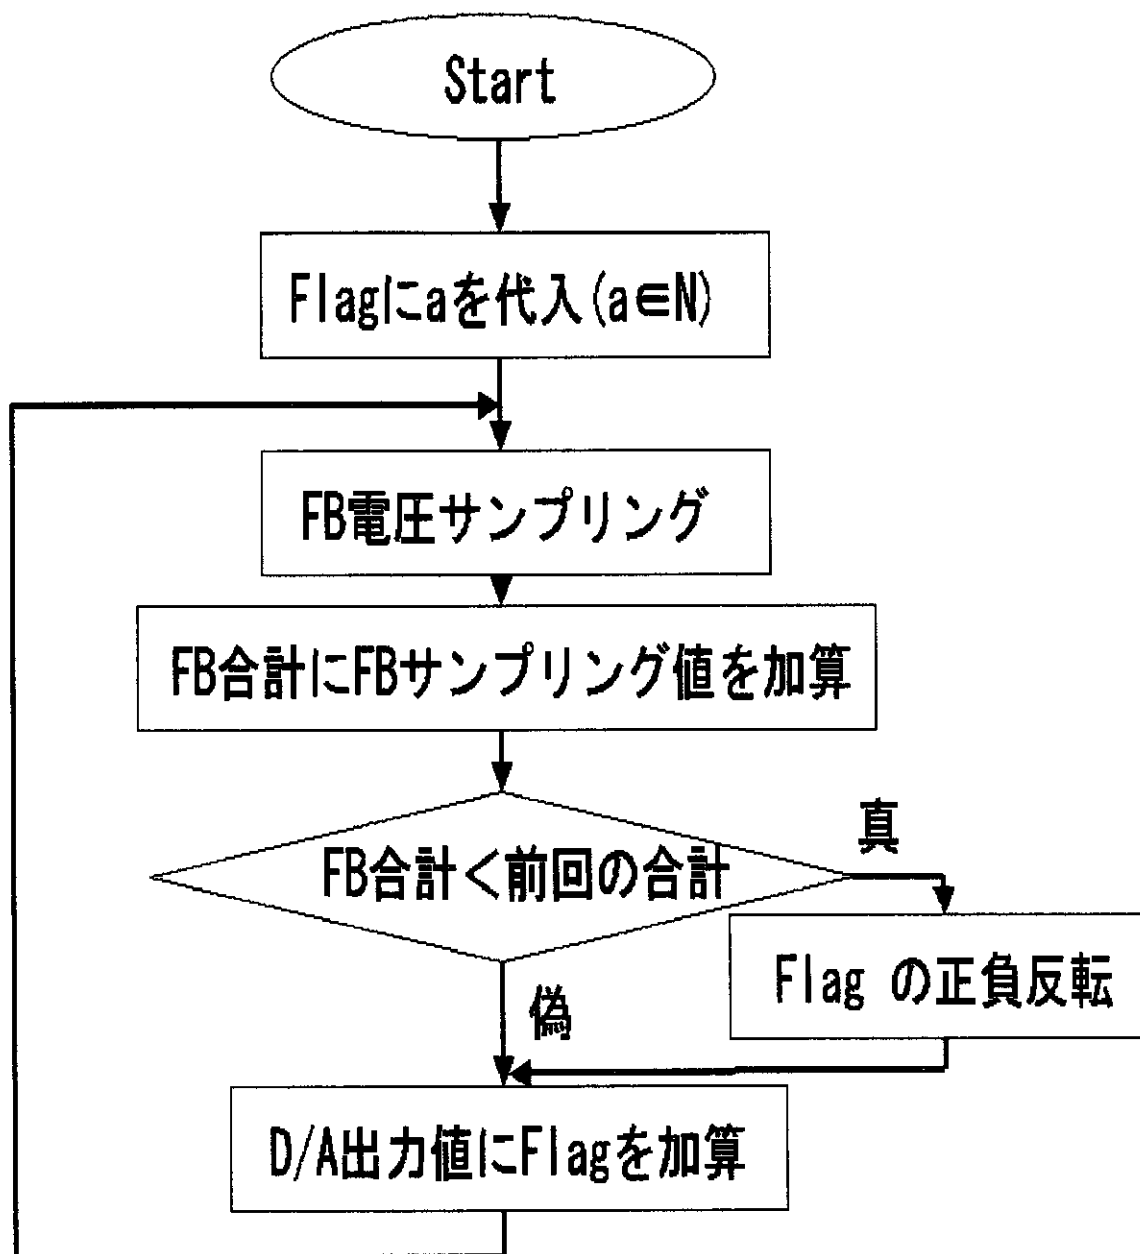 Start
Flagにaを代入(a∈N)
FB電圧サンプリング
FB合計にFBサンプリング値を加算
FB合計<前回の合計
真
Flag の正負反転
偽
D/A出力値にFlagを加算